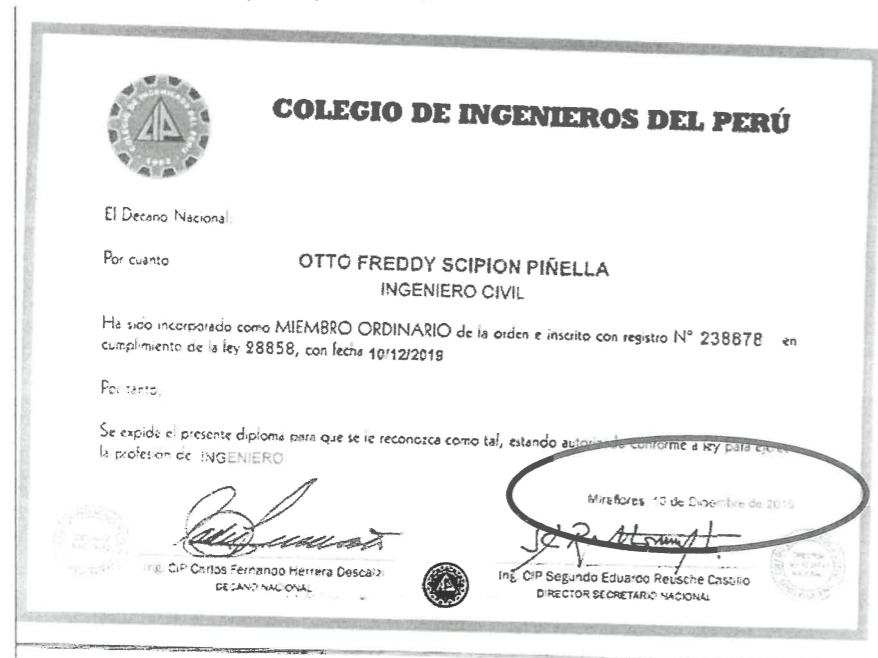 COLEGIO DE INGENIEROS DEL PERÚ
El Decano Nacional:
Por cuanto
OTTO FREDDY SCIPION PIÑELLA
INGENIERO CIVIL
Ha sido incorporado como MIEMBRO ORDINARIO de la orden e inscrito con registro N° 238878 en
cumplimiento de la ley 28858, con fecha 10/12/2019
Por tanto,
Se expide el presente diploma para que se le reconozca como tal, estando autorizado conforme a ley para
la profesión de INGENIERO
Miraflores, de Diciembre de 2019
Ing. CIP Carlos Fernando Herrera Descalzi
DECANO NACIONAL
Ing. CIP Segundo Eduardo Reusche Castillo
DIRECTOR SECRETARIO NACIONAL